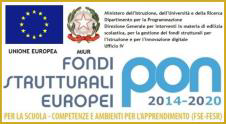 Ministero dell'Istruzione, dell'Università e della Ricerca
Dipartimento per la Programmazione
Direzione Generale per interventi in materia di edilizia
scolastica, per la gestione dei fondi strutturali per
l'istruzione e per l'innovazione digitale
Ufficio IV
UNIONE EUROPEA
MIUR
FONDI
STRUTTURALI
EUROPEI
pon
2014-2020
PER LA SCUOLA - COMPETENZE E AMBIENTI PER L'APPRENDIMENTO (FSE-FESR)